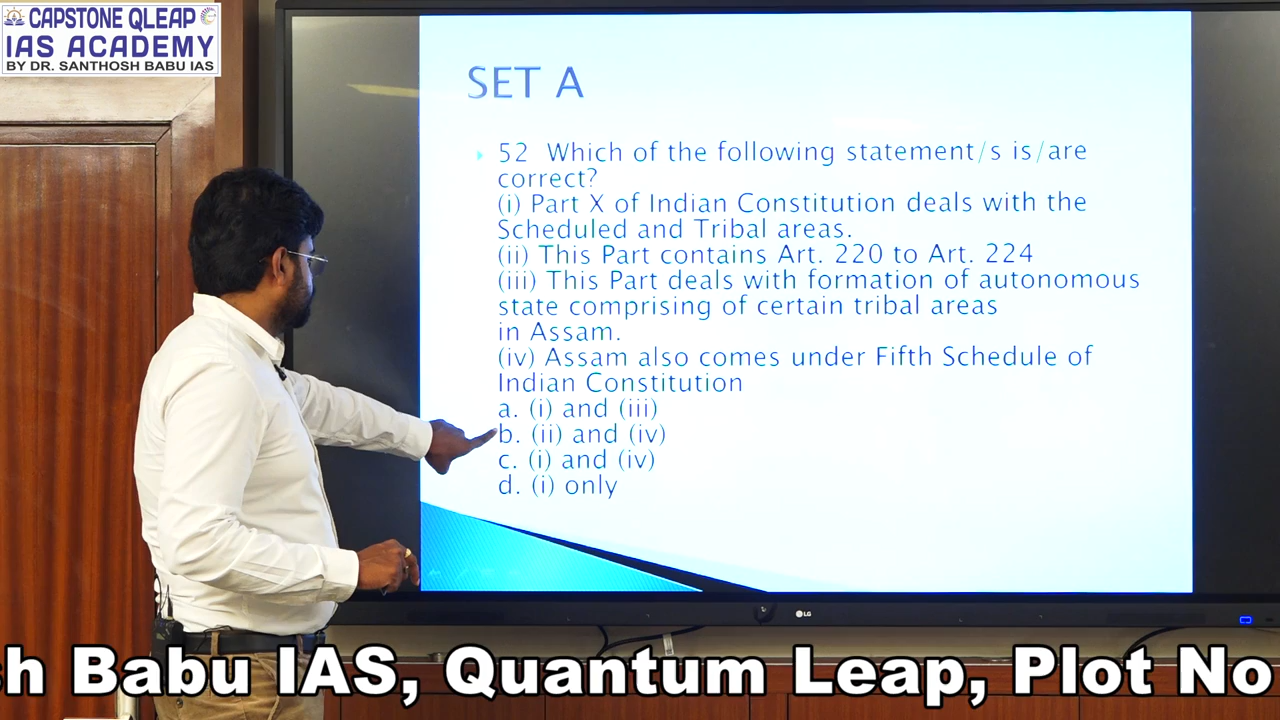 CAPSTONE QLEAP
IAS ACADEMY
BY DR. SANTHOSH BABU IAS
SET A
52 Which of the following statement/s is/are
correct?
(i) Part X of Indian Constitution deals with the
Scheduled and Tribal areas.
(ii) This Part contains Art. 220 to Art. 224
(iii) This Part deals with formation of autonomous
state comprising of certain tribal areas
in Assam.
(iv) Assam also comes under Fifth Schedule of
Indian Constitution
a. (i) and (iii)
b. (ii) and (iv)
c. (i) and (iv)
d. (i) only
LG
sh Babu IAS, Quantum Leap, Plot No